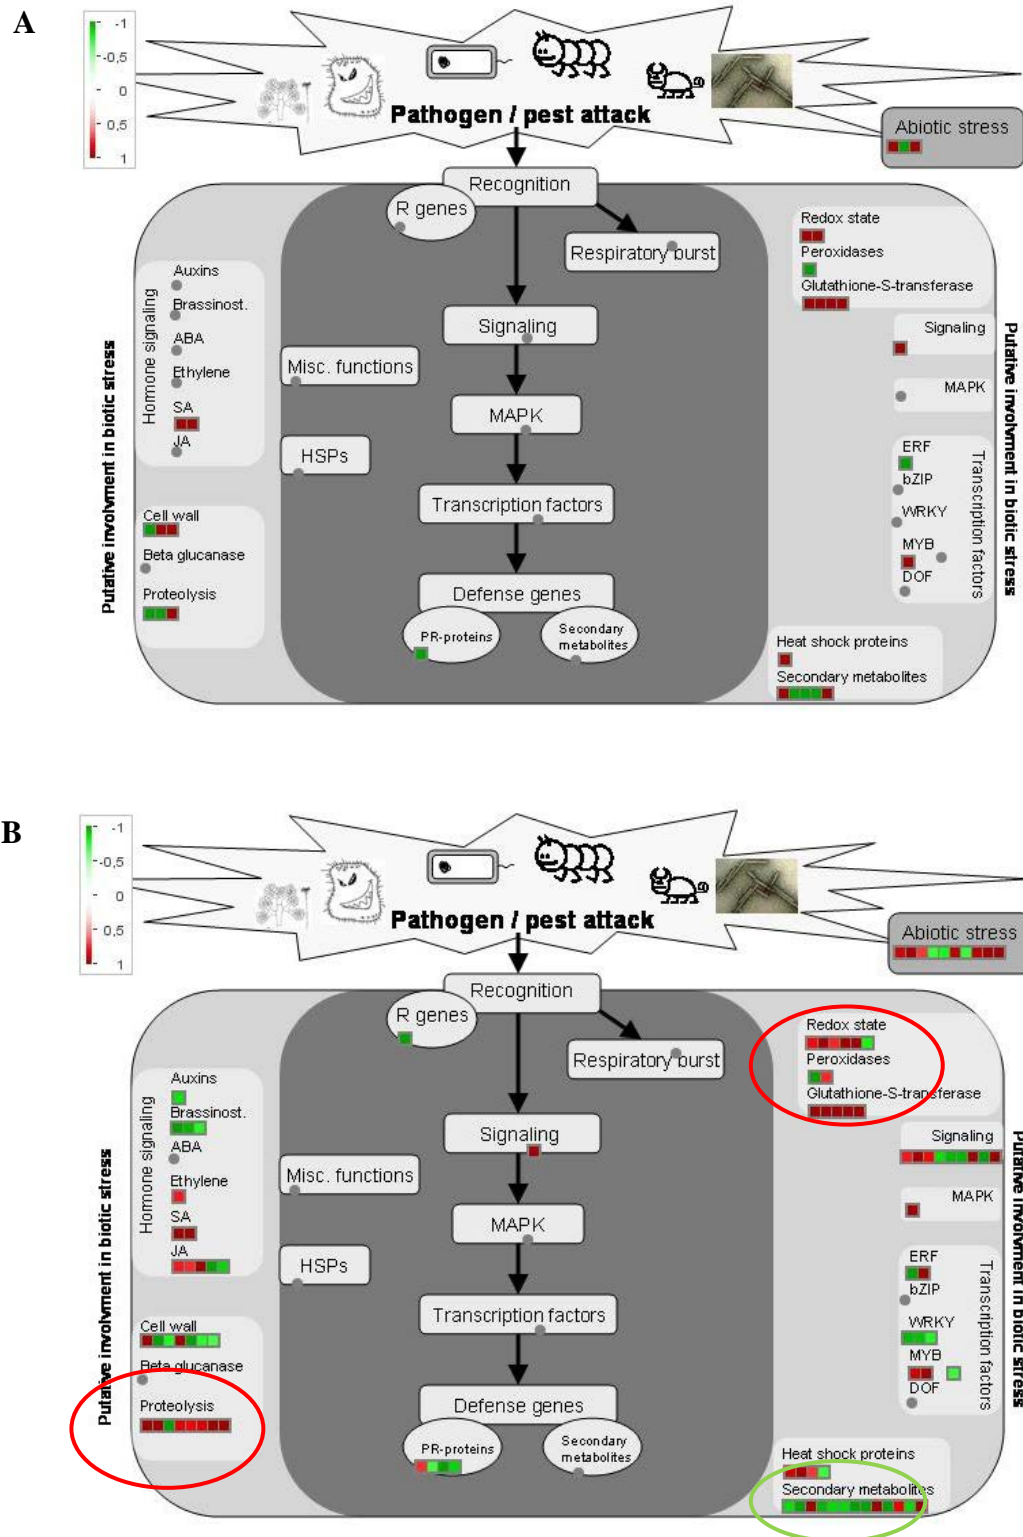 A
-1
-0,5
0
0,5
1
Pathogen / pest attack
Abiotic stress
Recognition
R genes
Respiratory burst
Redox state
Peroxidases
Glutathione-S-transferase
Hormone signaling
Auxins
Brassinost.
ABA
Ethylene
SA
JA
Signaling
Signaling
Misc. functions
MAPK
MAPK
HSPs
ERF
bZIP
WRKY
MYB
DOF
Transcription factors
Transcription factors
Cell wall
Beta glucanase
Proteolysis
Putative involvment in biotic stress
Putative involvment in biotic stress
Defense genes
PR-proteins
Secondary
metabolites
Heat shock proteins
Secondary metabolites
B
-1
-0,5
0
0,5
1
Pathogen / pest attack
Abiotic stress
Recognition
R genes
Respiratory burst
Redox state
Peroxidases
Glutathione-S-transferase
Hormone signaling
Auxins
Brassinost.
ABA
Ethylene
SA
JA
Signaling
Signaling
Misc. functions
MAPK
MAPK
HSPs
ERF
bZIP
WRKY
MYB
DOF
Transcription factors
Transcription factors
Cell wall
Beta glucanase
Proteolysis
Putative involvment in biotic stress
Putative involvment in biotic stress
Defense genes
PR-proteins
Secondary
metabolites
Heat shock proteins
Secondary metabolites